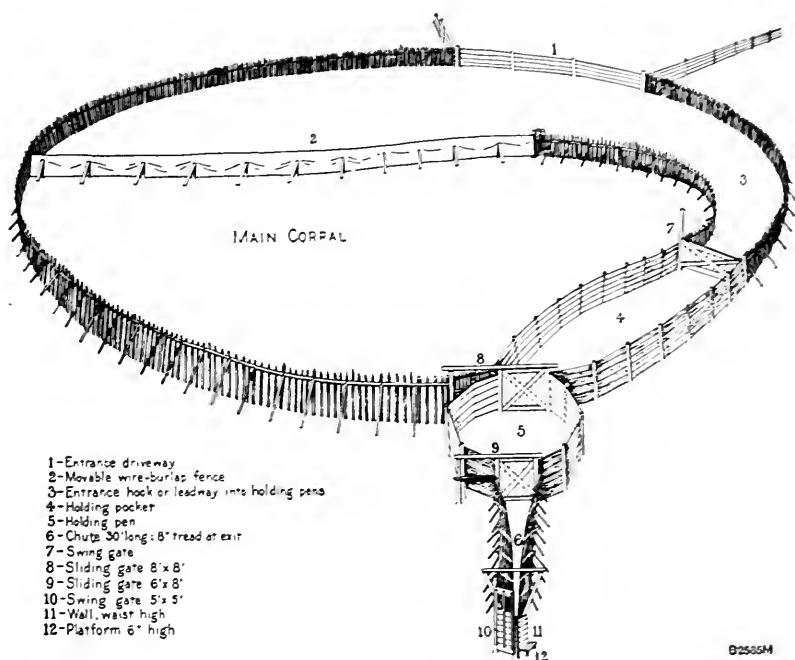 1
2
3
MAIN CORRAL
7
4
8
5
9
6
10
11
12
1-Entrance driveway
2-Movable wire-burlap fence
3-Entrance hook or leadway into holding pens
4-Holding pocket
5-Holding pen
6-Chute 30' long; 8" tread at exit
7-Swing gate
8-Sliding gate 8'x 8'
9-Sliding gate 6'x 8'
10-Swing gate 5'x 5'
11-Wall, waist high
12-Platform 6" high
B2585M